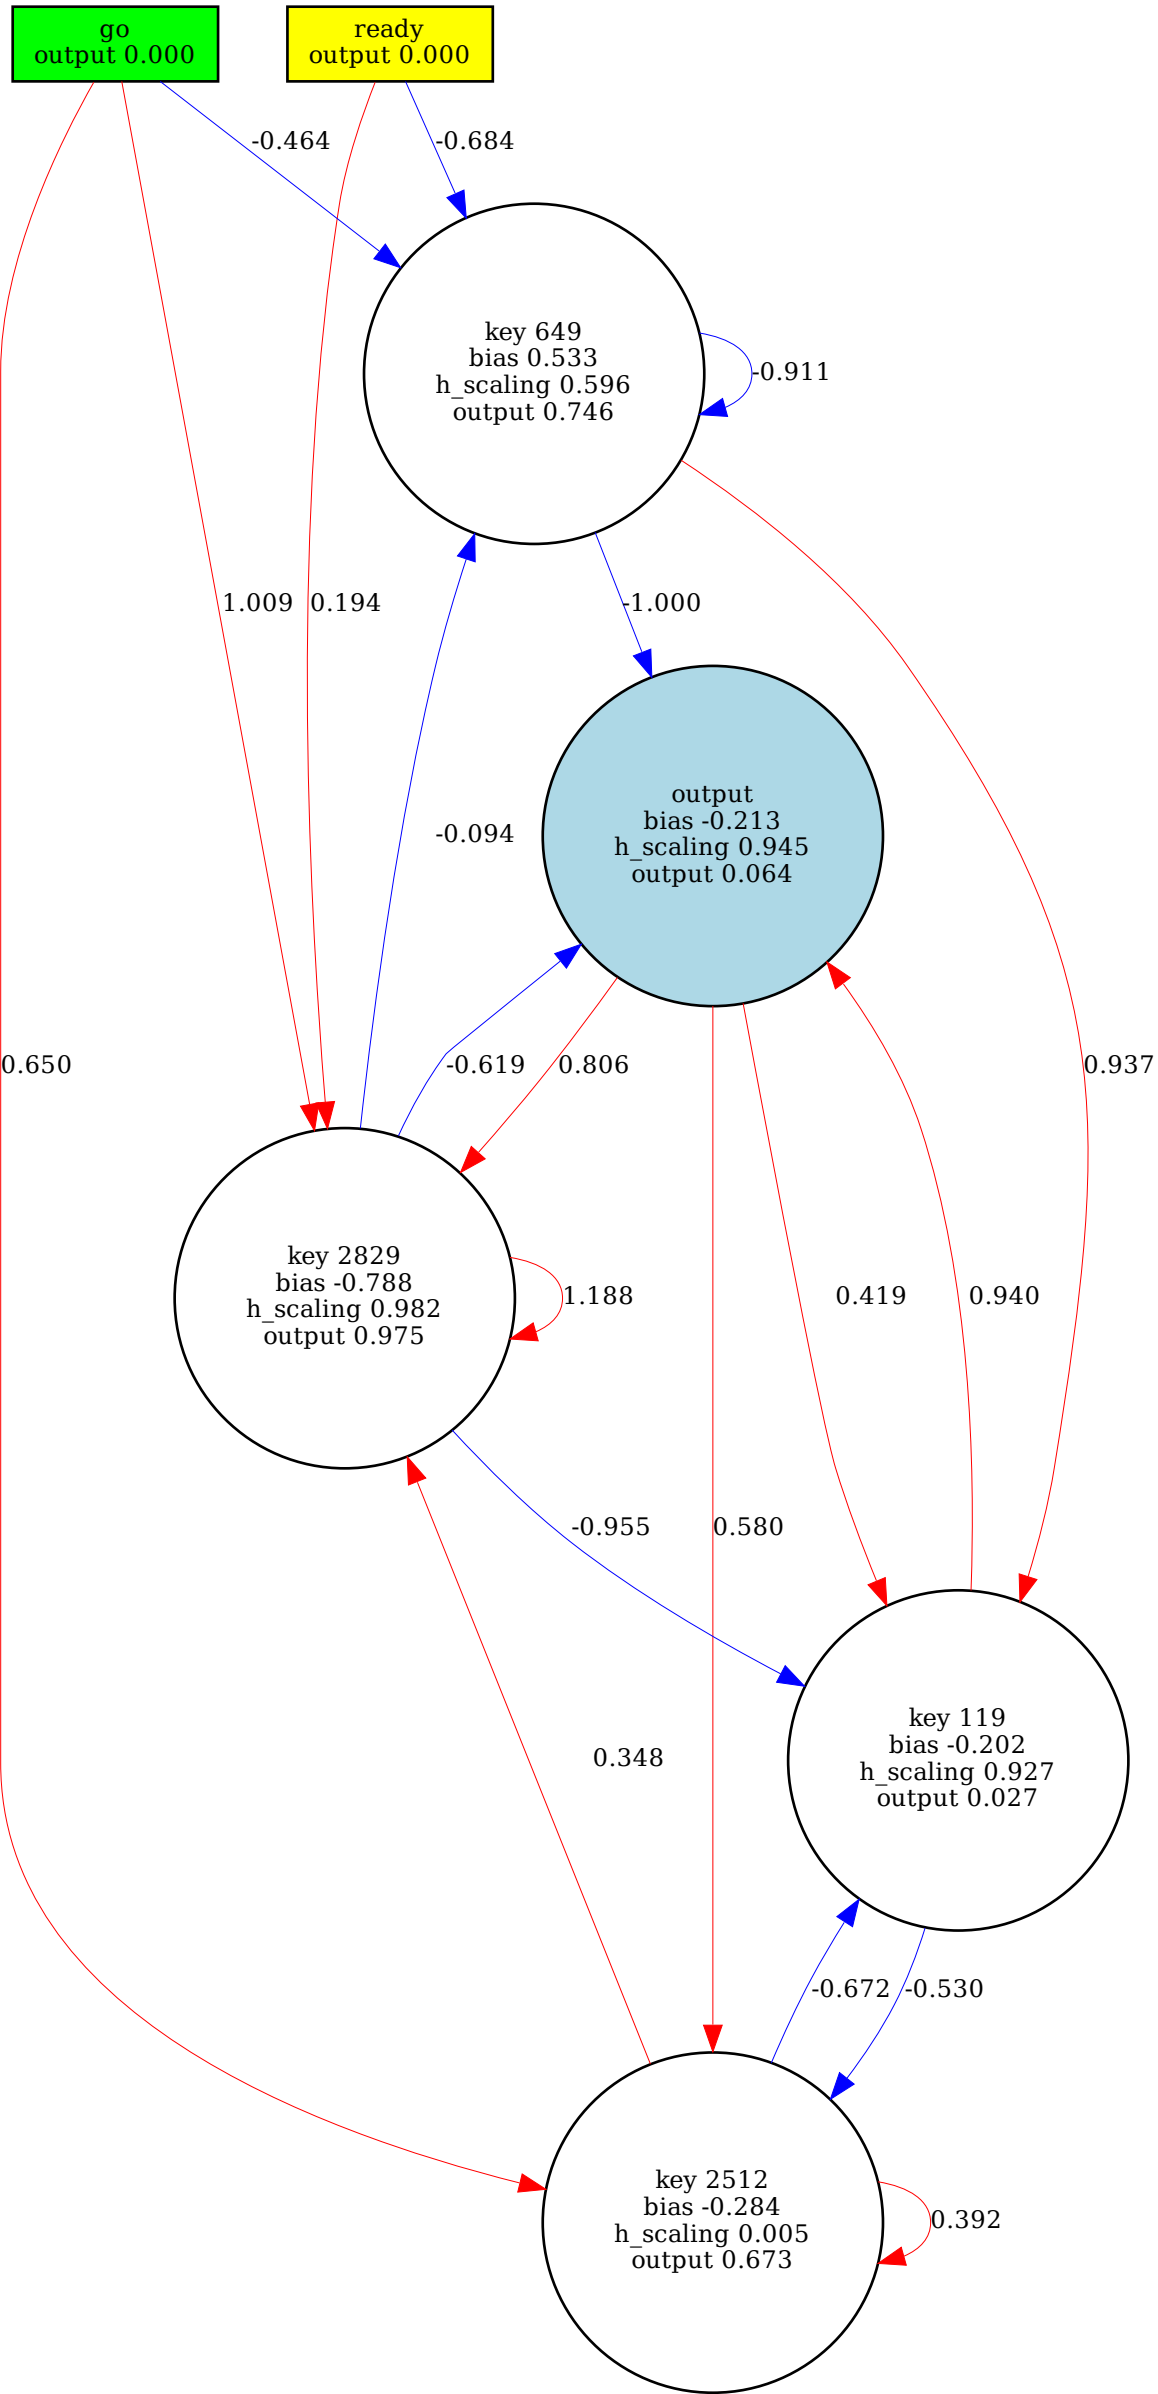 go
output 0.000
ready
output 0.000
-0.464
-0.684
key 649
bias 0.533
h_scaling 0.596
output 0.746
-0.911
1.009
0.194
-1.000
output
bias -0.213
h_scaling 0.945
output 0.064
-0.094
0.650
-0.619
0.806
0.937
key 2829
bias -0.788
h_scaling 0.982
output 0.975
1.188
0.419
0.940
-0.955
0.580
key 119
bias -0.202
h_scaling 0.927
output 0.027
0.348
-0.672
-0.530
key 2512
bias -0.284
h_scaling 0.005
output 0.673
0.392